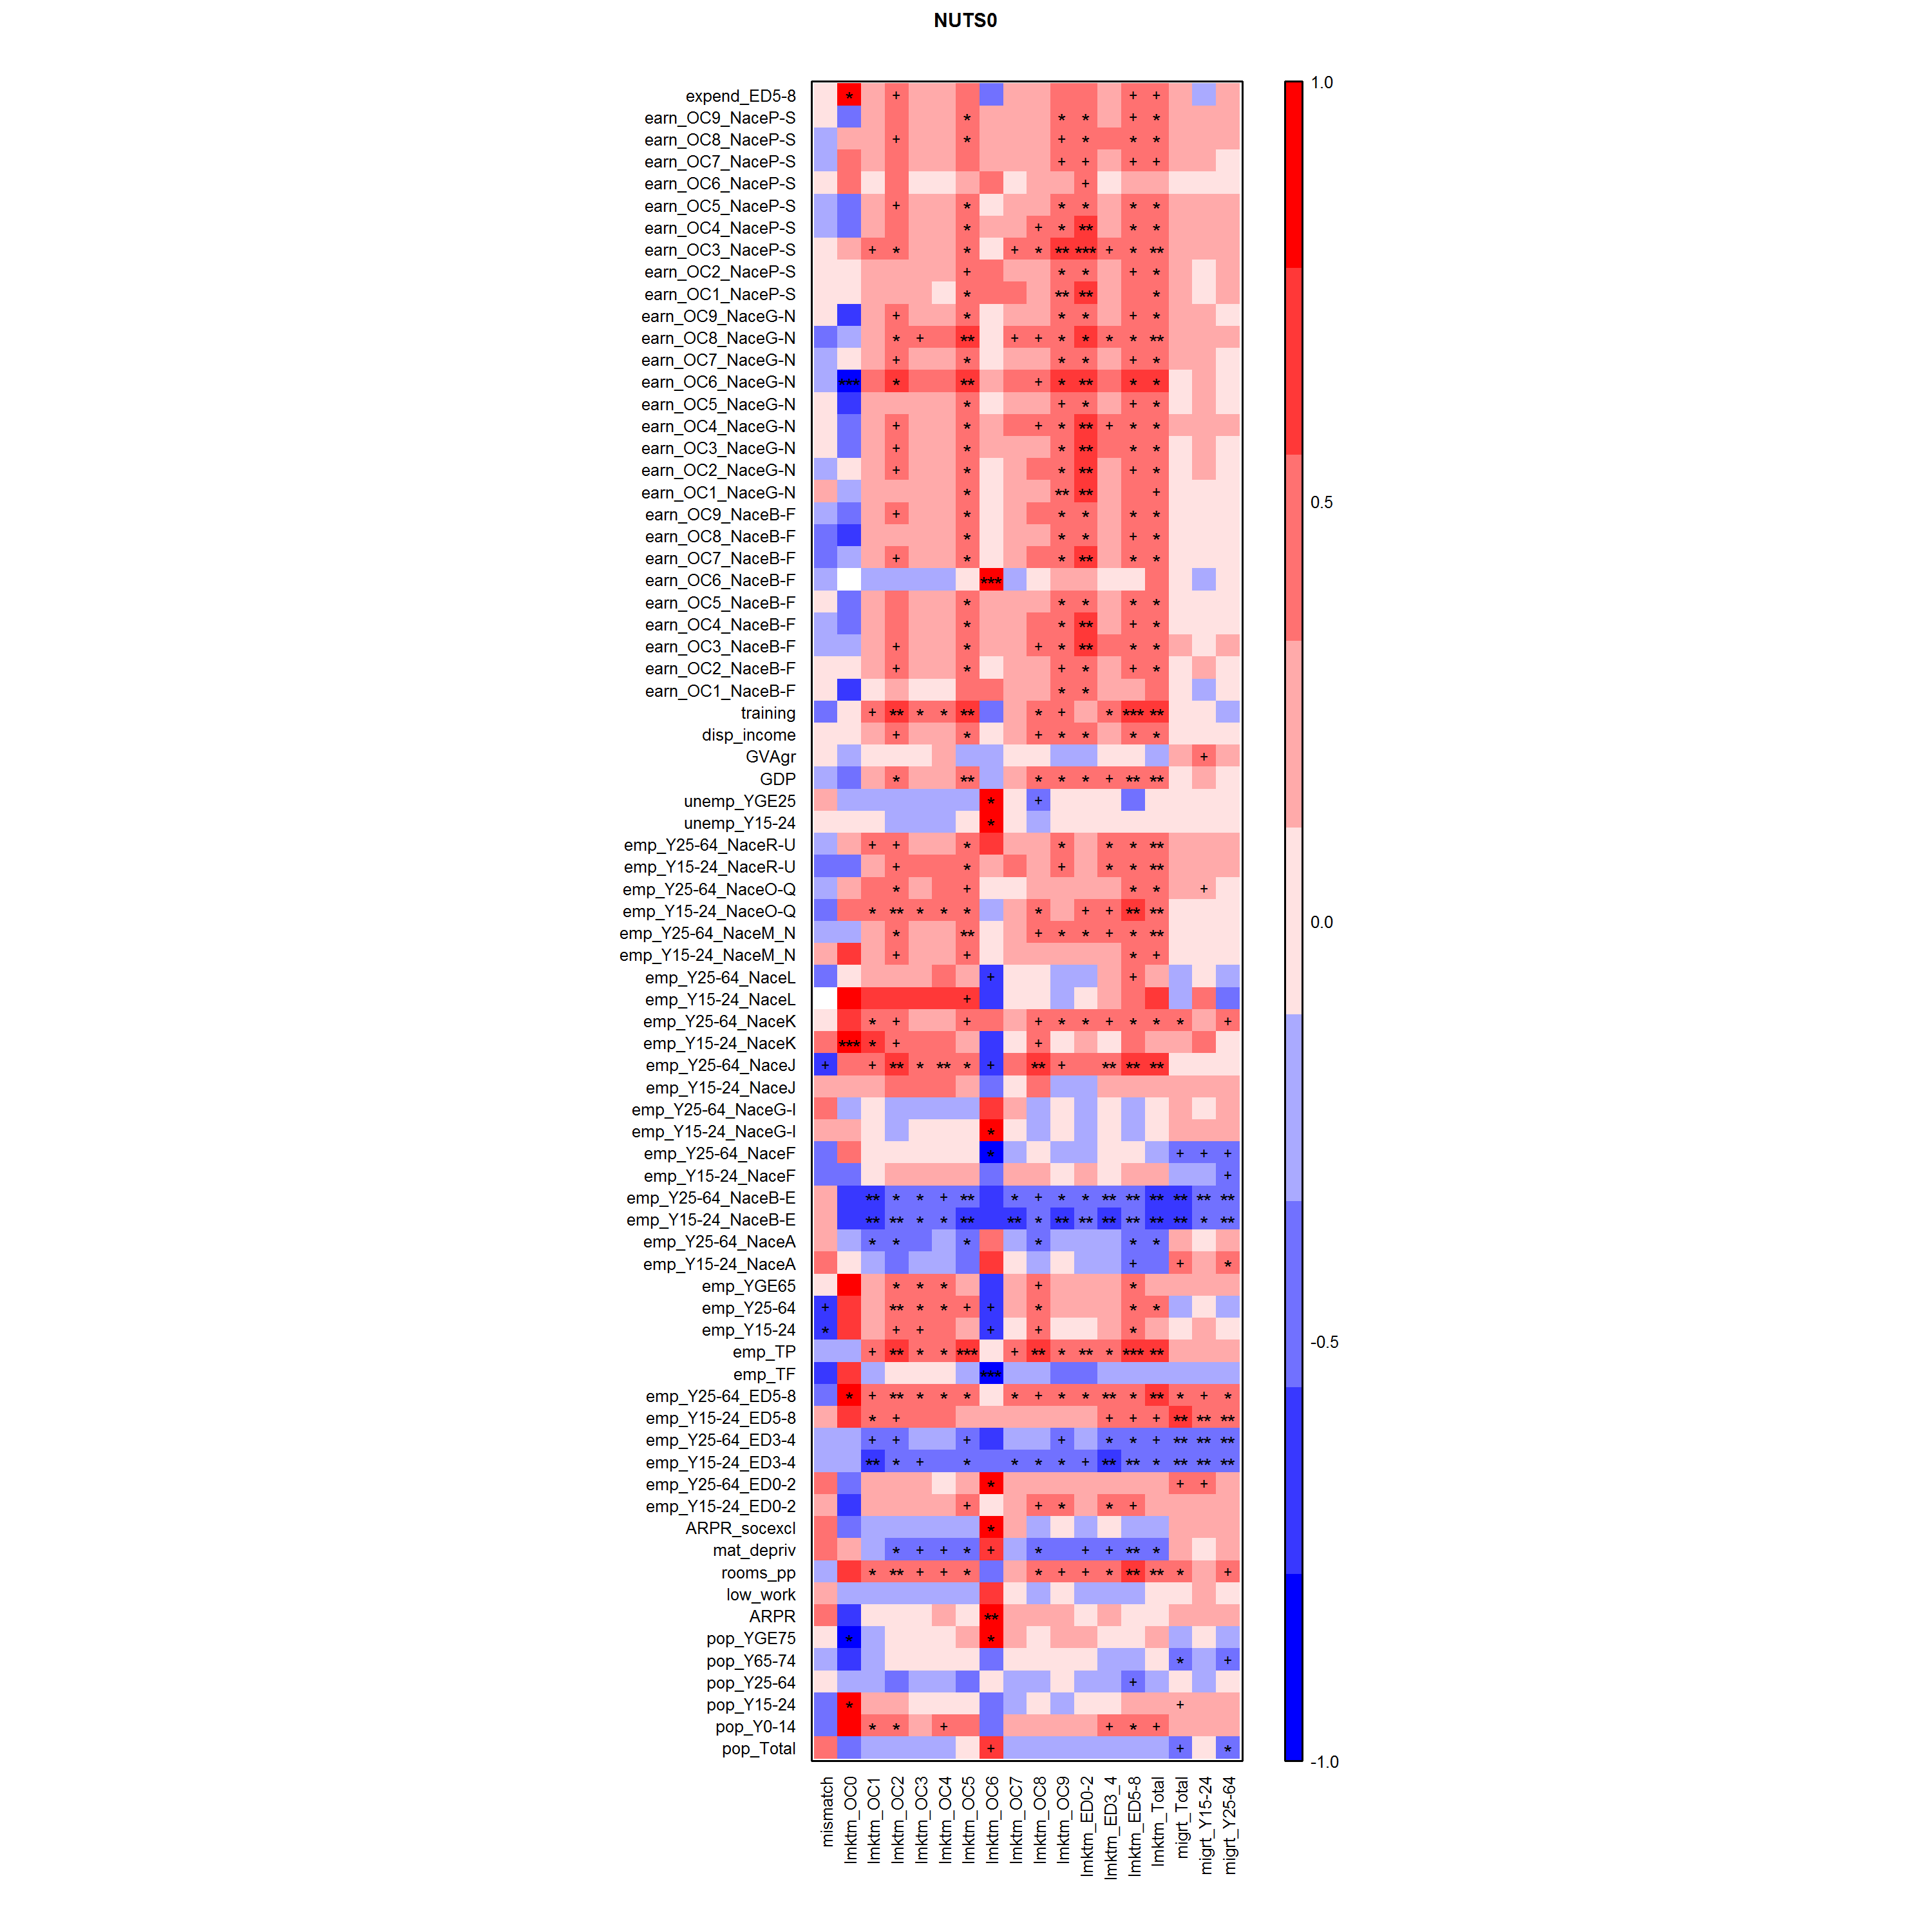 NUTS0
expend_ED5-8 * + + +
earn_OC9_NaceP-S * * * + *
earn_OC8_NaceP-S + * + * * *
earn_OC7_NaceP-S + + + +
earn_OC6_NaceP-S +
earn_OC5_NaceP-S + * * * * *
earn_OC4_NaceP-S * + * ** * *
earn_OC3_NaceP-S + * * + * ** *** + * **
earn_OC2_NaceP-S + * * + *
earn_OC1_NaceP-S * ** ** *
earn_OC9_NaceG-N + * * * + *
earn_OC8_NaceG-N * + ** + + * * * * **
earn_OC7_NaceG-N + * * * + *
earn_OC6_NaceG-N *** * ** + * ** * *
earn_OC5_NaceG-N * + * + *
earn_OC4_NaceG-N + * + * ** + * *
earn_OC3_NaceG-N + * * ** * *
earn_OC2_NaceG-N + * * ** + *
earn_OC1_NaceG-N * ** ** +
earn_OC9_NaceB-F + * * * * *
earn_OC8_NaceB-F * * * + *
earn_OC7_NaceB-F + * * ** * *
earn_OC6_NaceB-F ***
earn_OC5_NaceB-F * * * * *
earn_OC4_NaceB-F * * ** + *
earn_OC3_NaceB-F + * + * ** * *
earn_OC2_NaceB-F + * + * + *
earn_OC1_NaceB-F * *
training + ** * * ** * + * *** **
disp_income + * + * * * *
GVAgr +
GDP * ** * * * + ** **
unemp_YGE25 * +
unemp_Y15-24 *
emp_Y25-64_NaceR-U + + * * * * **
emp_Y15-24_NaceR-U + * + * * **
emp_Y25-64_NaceO-Q * + * * +
emp_Y15-24_NaceO-Q * ** * * * * + + ** **
emp_Y25-64_NaceM_N * ** + * * + * **
emp_Y15-24_NaceM_N + + * +
emp_Y25-64_NaceL + +
emp_Y15-24_NaceL +
emp_Y25-64_NaceK * + + + * * + * * * +
emp_Y15-24_NaceK *** * + +
emp_Y25-64_NaceJ + + ** * ** * + ** + ** ** **
emp_Y15-24_NaceJ
emp_Y25-64_NaceG-I
emp_Y15-24_NaceG-I *
emp_Y25-64_NaceF * + + +
emp_Y15-24_NaceF +
emp_Y25-64_NaceB-E ** * * + ** * + * * ** ** ** ** ** **
emp_Y15-24_NaceB-E ** ** * * ** ** * ** ** ** ** ** ** * **
emp_Y25-64_NaceA * * * * * *
emp_Y15-24_NaceA + + *
emp_YGE65 * * * + *
emp_Y25-64 + ** * * + + * * *
emp_Y15-24 * + + + + *
emp_TP + ** * * *** + ** * ** * *** **
emp_TF ***
emp_Y25-64_ED5-8 * + ** * * * * + * * ** * ** * + *
emp_Y15-24_ED5-8 * + + + + ** ** **
emp_Y25-64_ED3-4 + + + + * * + ** ** **
emp_Y15-24_ED3-4 ** * + * * * * + ** ** * ** ** **
emp_Y25-64_ED0-2 * + +
emp_Y15-24_ED0-2 + + * * +
ARPR_socexcl *
mat_depriv * + + * + * + + ** *
rooms_pp * ** + + * * + + * ** ** * +
low_work
ARPR **
pop_YGE75 * *
pop_Y65-74 * +
pop_Y25-64 +
pop_Y15-24 * +
pop_Y0-14 * * + + * +
pop_Total + + *
1.0
0.5
0.0
-0.5
-1.0
mismatch
lmktm_OC0
lmktm_OC1
lmktm_OC2
lmktm_OC3
lmktm_OC4
lmktm_OC5
lmktm_OC6
lmktm_OC7
lmktm_OC8
lmktm_OC9
lmktm_ED0-2
lmktm_ED3_4
lmktm_ED5-8
lmktm_Total
migrt_Total
migrt_Y15-24
migrt_Y25-64